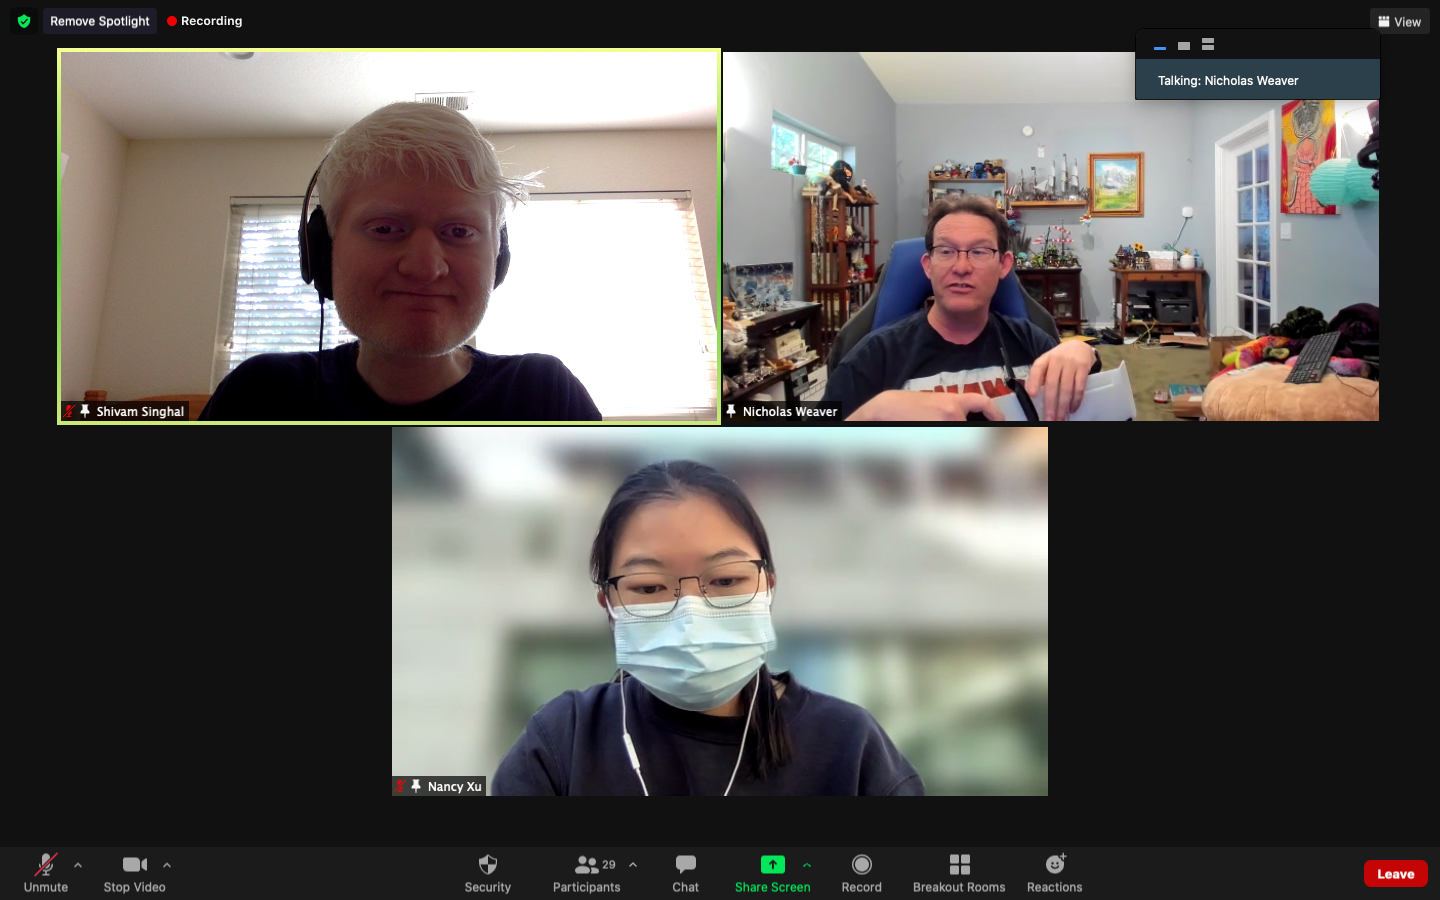 Remove Spotlight
Recording
View
Talking: Nicholas Weaver
Shivam Singhal
Nicholas Weaver
Nancy Xu
Unmute
Stop Video
Security
29
Participants
Chat
Share Screen
Record
Breakout Rooms
Reactions
Leave